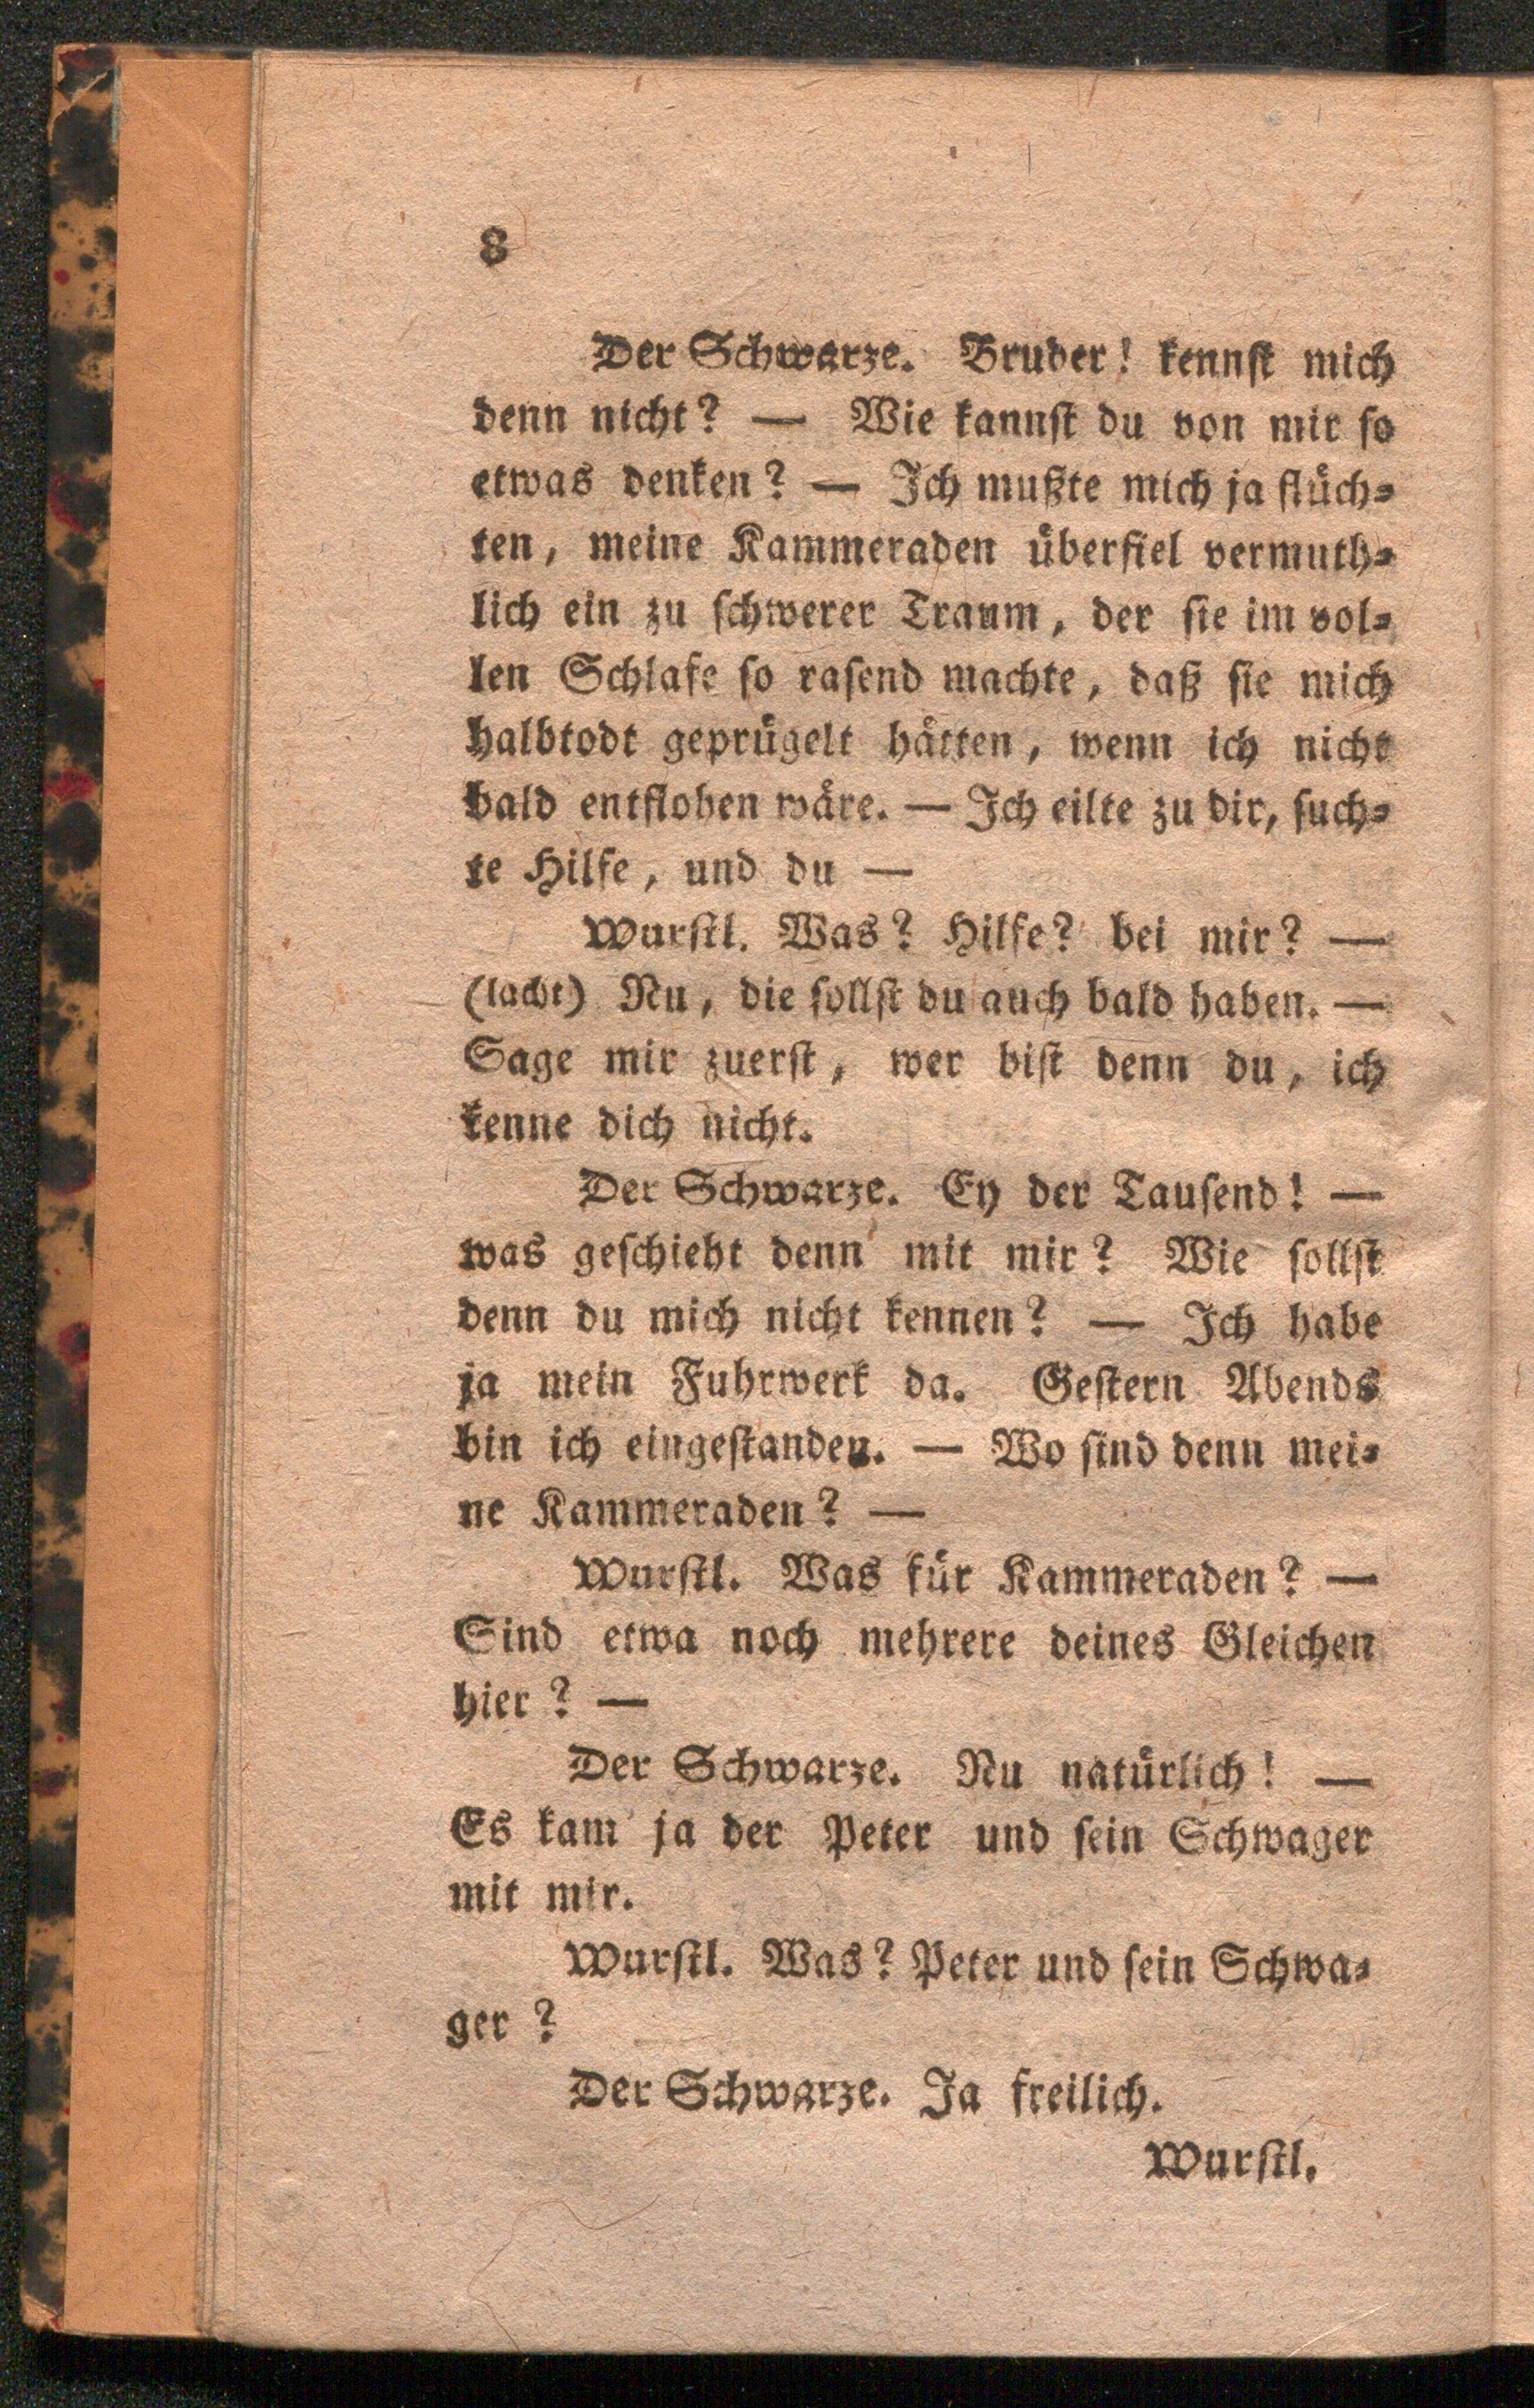 8
Der Schwarze. Bruder! kennst mich
denn nicht? — Wie kannst du von mir so
etwas denken? — Ich mußte mich ja flüch-
ten, meine Kammeraden überfiel vermuth-
lich ein zu schwerer Traum, der sie im vol-
len Schlafe so rasend machte, daß sie mich
halbtodt geprügelt hätten, wenn ich nicht
bald entflohen wäre. — Ich eilte zu dir, such-
te Hilfe, und du —
Wurstl. Was? Hilfe? bei mir? —
(lacht) Nu, die sollst du auch bald haben. —
Sage mir zuerst, wer bist denn du, ich
kenne dich nicht.
Der Schwarze. Ey der Tausend! —
was geschieht denn mit mir? Wie sollst
denn du mich nicht kennen? — Ich habe
ja mein Fuhrwerk da. Gestern Abends
bin ich eingestanden. — Wo sind denn mei-
ne Kammeraden? —
Wurstl. Was für Kammeraden? —
Sind etwa noch mehrere deines Gleichen
hier? —
Der Schwarze. Nu natürlich! —
Es kam ja der Peter und sein Schwager
mit mir.
Wurstl. Was? Peter und sein Schwa-
ger?
Der Schwarze. Ja freilich.
Wurstl.